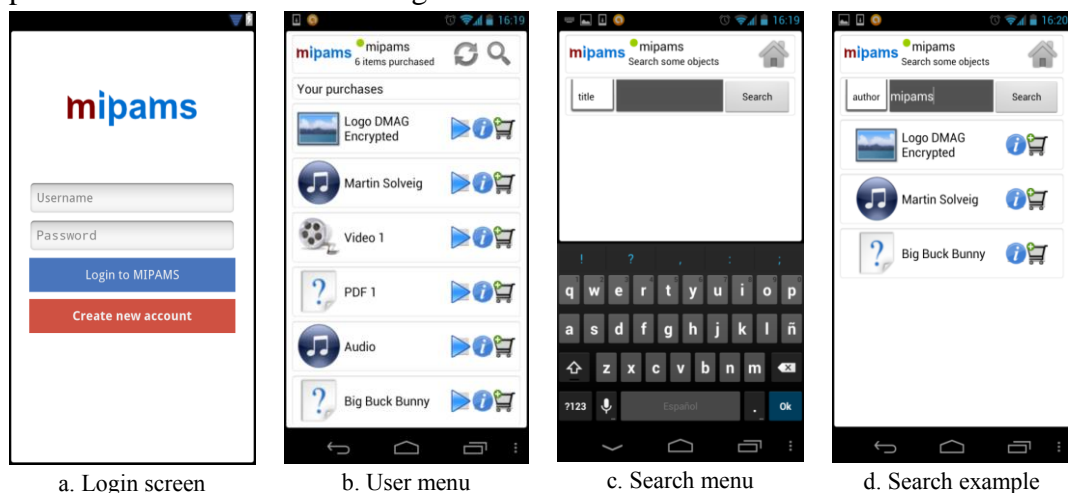 mipams
Username
Password
Login to MIPAMS
Create new account
a. Login screen
16:19
mipams mipams
6 items purchased
Your purchases
Logo DMAG
Encrypted
Martin Solveig
Video 1
PDF 1
Audio
Big Buck Bunny
b. User menu
16:19
mipams mipams
Search some objects
title Search
! ? , : ;
q w e r t y u i o p
a s d f g h j k l ñ
z x c v b n m
?123 Español . Ok
c. Search menu
16:20
mipams mipams
Search some objects
author mipams Search
Logo DMAG
Encrypted
Martin Solveig
Big Buck Bunny
d. Search example